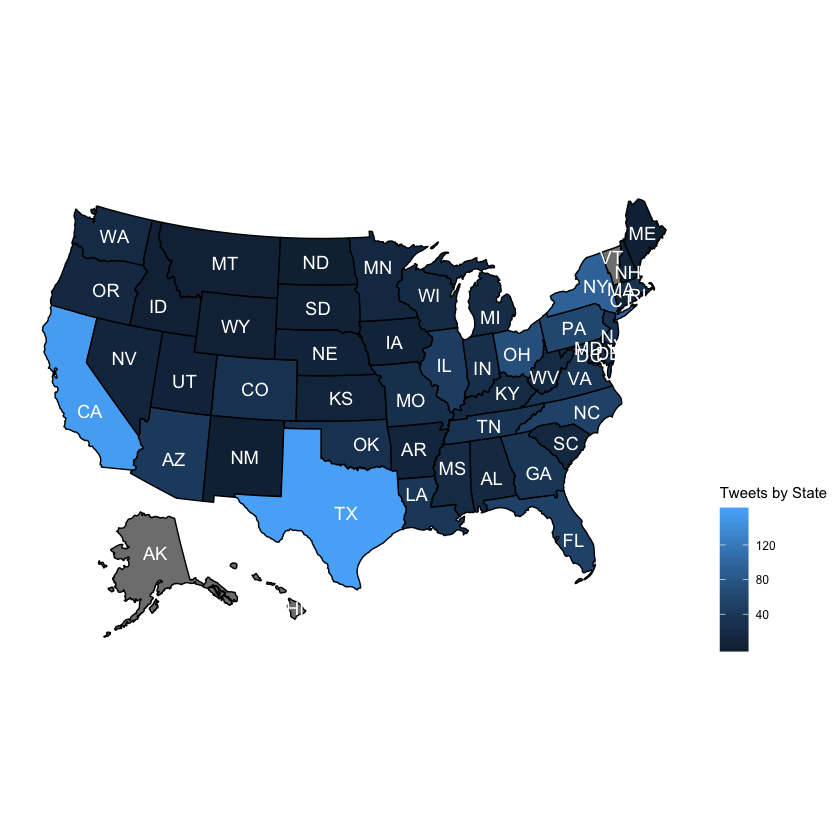 ME
WA
VT
MT
ND
MN
NH
OR
NY
MA
RI
SD
WI
CT
ID
MI
WY
PA
NJ
IA
OH
MD
DE
NE
DC
NV
IL
IN
UT
CO
WV
VA
KS
KY
MO
CA
NC
TN
OK
SC
AR
AZ
NM
MS
AL
GA
LA
TX
FL
AK
HI
Tweets by State
120
80
40